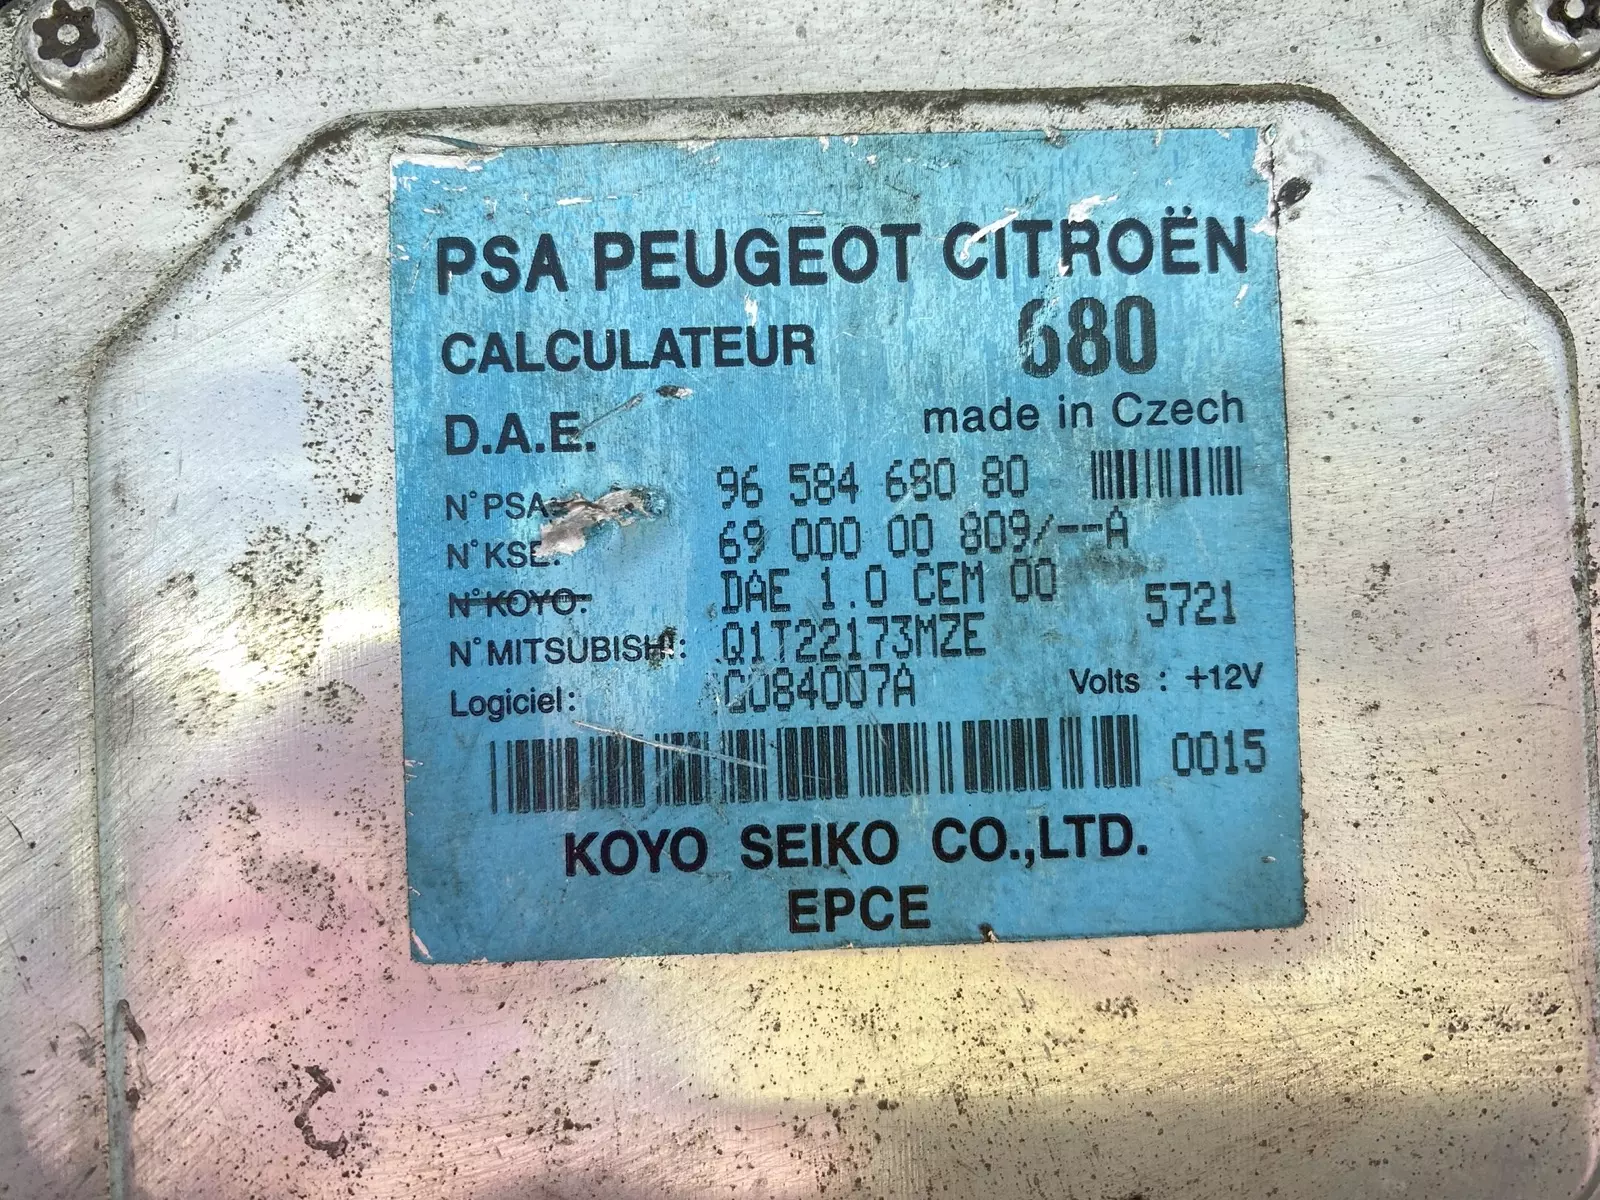 PSA PEUGEOT CITROËN
CALCULATEUR 680
D.A.E. made in Czech
N°PSA: 96 584 680 80
N°KSE: 69 000 00 809/--A
N°KOYO: DAE 1.0 CEM 00 5721
N°MITSUBISHI: Q1T22173MZE
Logiciel: Volts : +12V
0015
KOYO SEIKO CO.,LTD.
EPCE